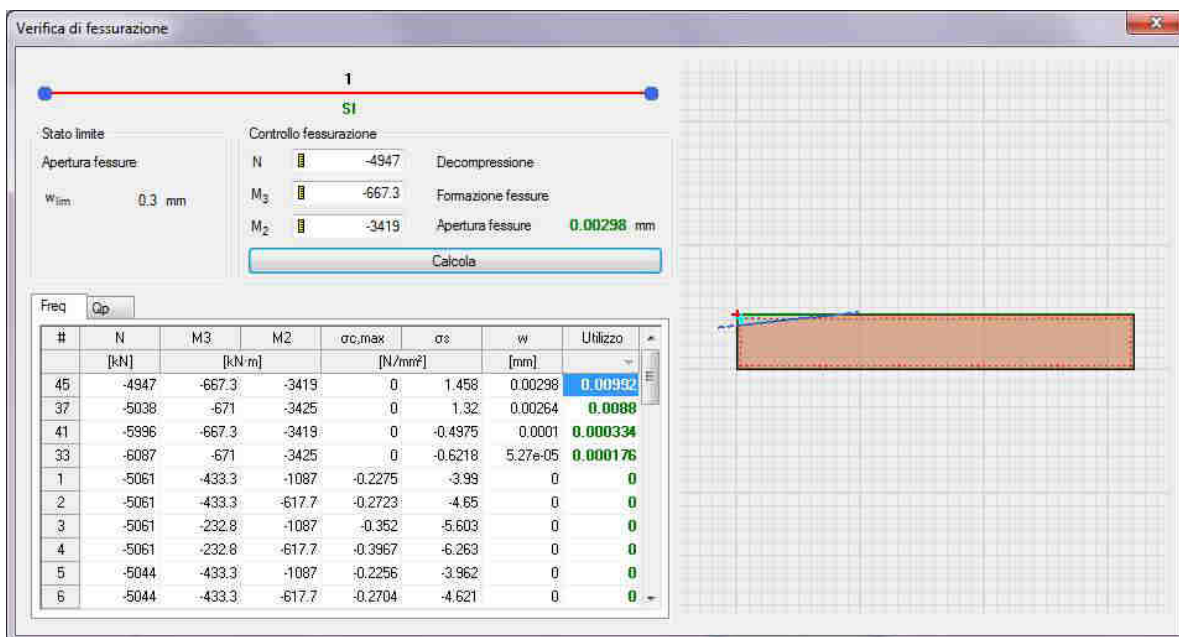 Verifica di fessurazione
1
SI
Stato limite
Apertura fessure
wlim 0.3 mm
Controllo fessurazione
N -4947 Decompressione
M3 -667.3 Formazione fessure
M2 -3419 Apertura fessure 0.00298 mm
Calcola
Freq Qp
# N M3 M2 σc,max σs w Utilizzo
[kN] [kN·m] [N/mm²] [mm]
45 -4947 -667.3 -3419 0 1.458 0.00298 0.00992
37 -5038 -671 -3425 0 1.32 0.00264 0.0088
41 -5996 -667.3 -3419 0 -0.4975 0.0001 0.000334
33 -6087 -671 -3425 0 -0.6218 5.27e-05 0.000176
1 -5061 -433.3 -1087 -0.2275 -3.99 0 0
2 -5061 -433.3 -617.7 -0.2723 -4.65 0 0
3 -5061 -232.8 -1087 -0.352 -5.603 0 0
4 -5061 -232.8 -617.7 -0.3967 -6.263 0 0
5 -5044 -433.3 -1087 -0.2256 -3.962 0 0
6 -5044 -433.3 -617.7 -0.2704 -4.621 0 0